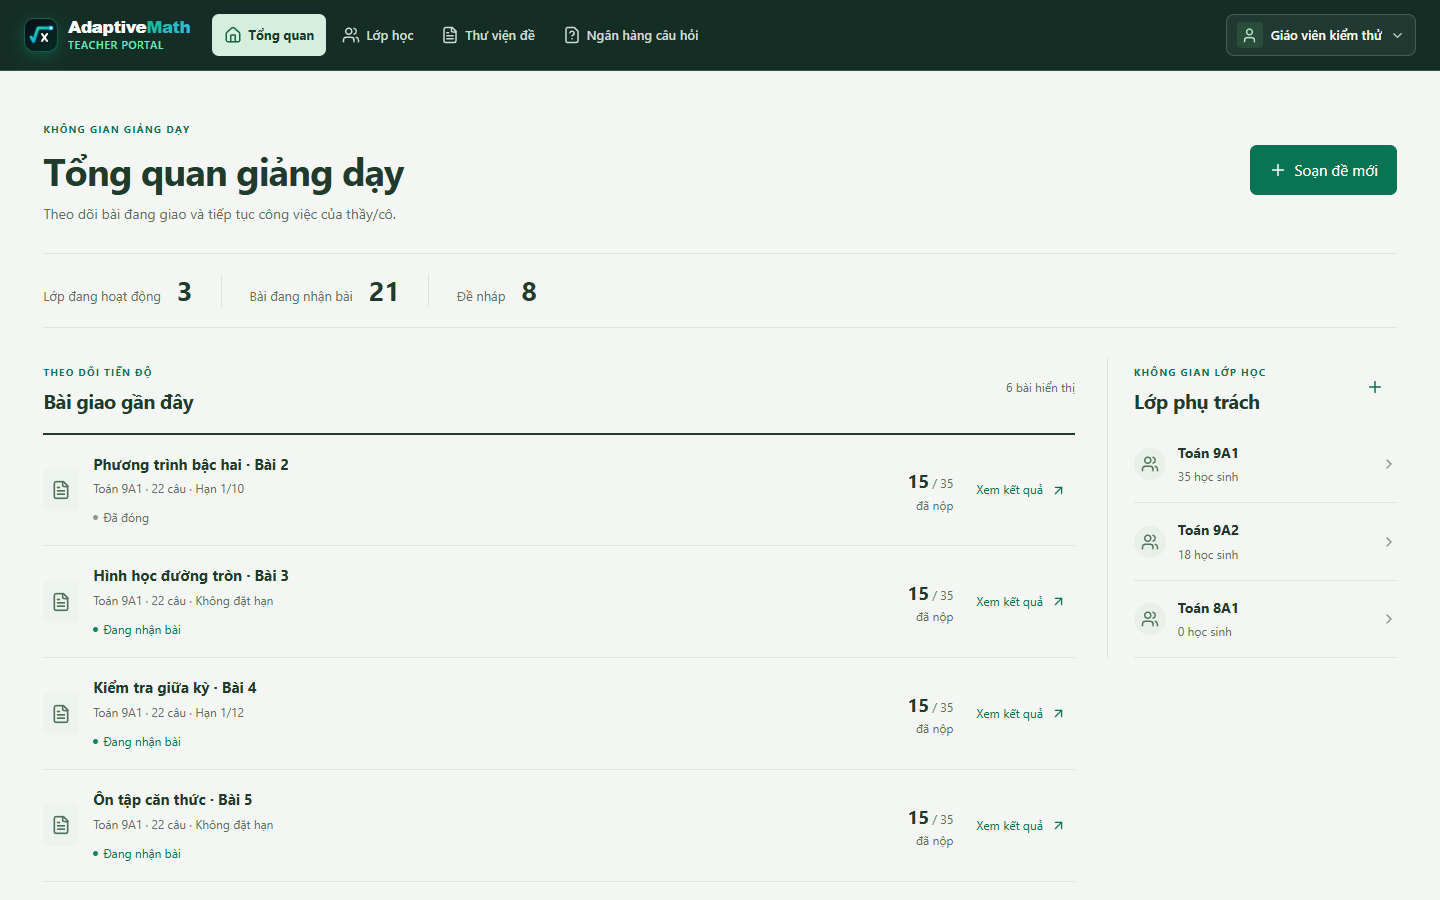 AdaptiveMath
TEACHER PORTAL
Tổng quan
Lớp học
Thư viện đề
Ngân hàng câu hỏi
Giáo viên kiểm thử
KHÔNG GIAN GIẢNG DẠY
Tổng quan giảng dạy
Theo dõi bài đang giao và tiếp tục công việc của thầy/cô.
+ Soạn đề mới
Lớp đang hoạt động 3
Bài đang nhận bài 21
Đề nháp 8
THEO DÕI TIẾN ĐỘ
Bài giao gần đây
6 bài hiển thị
Phương trình bậc hai · Bài 2
Toán 9A1 · 22 câu · Hạn 1/10
Đã đóng
15 / 35
đã nộp
Xem kết quả
Hình học đường tròn · Bài 3
Toán 9A1 · 22 câu · Không đặt hạn
Đang nhận bài
15 / 35
đã nộp
Xem kết quả
Kiểm tra giữa kỳ · Bài 4
Toán 9A1 · 22 câu · Hạn 1/12
Đang nhận bài
15 / 35
đã nộp
Xem kết quả
Ôn tập căn thức · Bài 5
Toán 9A1 · 22 câu · Không đặt hạn
Đang nhận bài
15 / 35
đã nộp
Xem kết quả
KHÔNG GIAN LỚP HỌC
Lớp phụ trách
+
Toán 9A1
35 học sinh
Toán 9A2
18 học sinh
Toán 8A1
0 học sinh